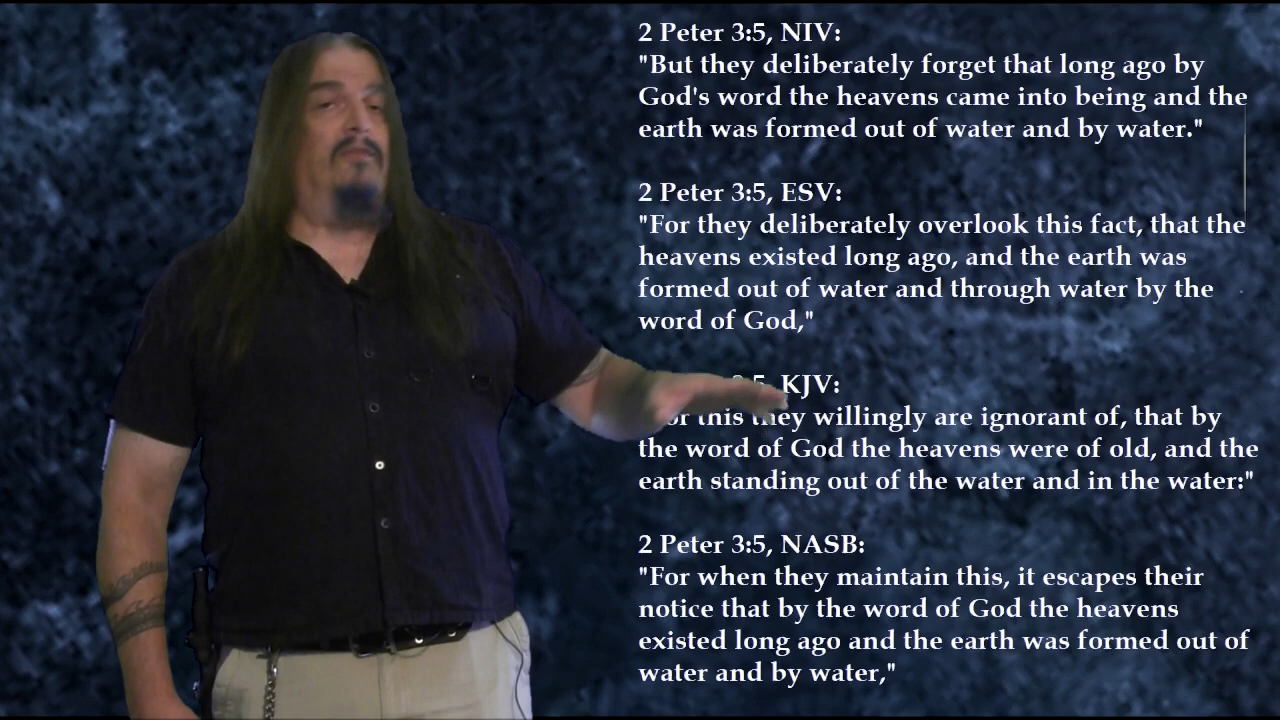 2 Peter 3:5, NIV:
"But they deliberately forget that long ago by
God's word the heavens came into being and the
earth was formed out of water and by water."
2 Peter 3:5, ESV:
"For they deliberately overlook this fact, that the
heavens existed long ago, and the earth was
formed out of water and through water by the
word of God,"
3:5, KJV:
this they willingly are ignorant of, that by
the word of God the heavens were of old, and the
earth standing out of the water and in the water:"
2 Peter 3:5, NASB:
"For when they maintain this, it escapes their
notice that by the word of God the heavens
existed long ago and the earth was formed out of
water and by water,"